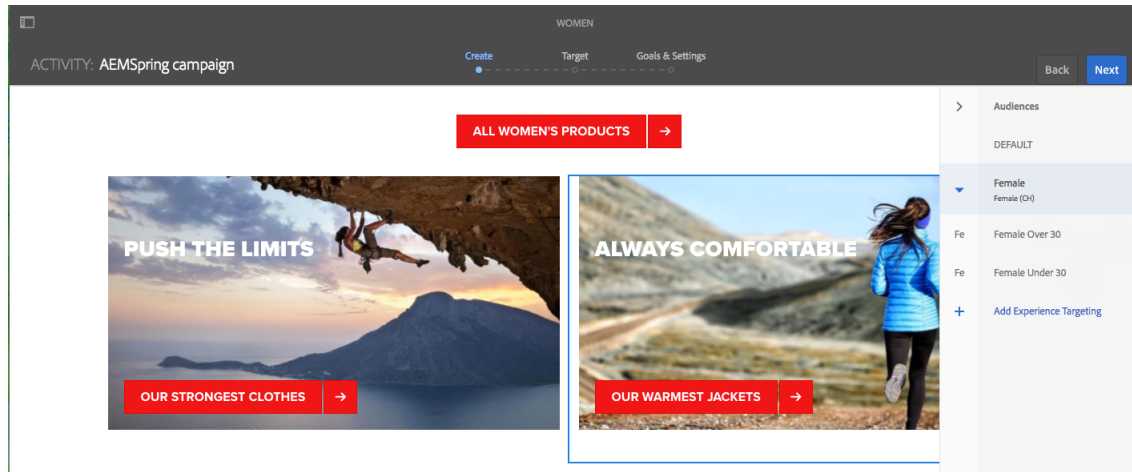 WOMEN
ACTIVITY: AEMSpring campaign
Create Target Goals & Settings
Back Next
ALL WOMEN'S PRODUCTS →
PUSH THE LIMITS
OUR STRONGEST CLOTHES →
ALWAYS COMFORTABLE
OUR WARMEST JACKETS →
Audiences
DEFAULT
Female
Female (CH)
Fe Female Over 30
Fe Female Under 30
+ Add Experience Targeting